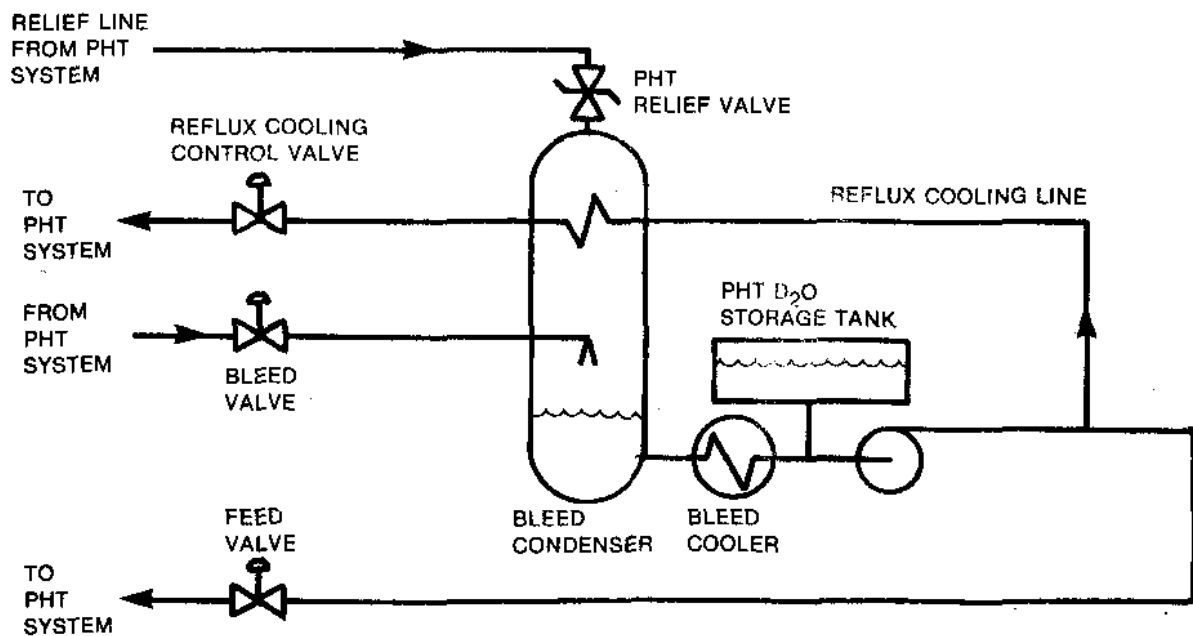 RELIEF LINE
FROM PHT
SYSTEM
PHT
RELIEF VALVE
REFLUX COOLING
CONTROL VALVE
TO
PHT
SYSTEM
REFLUX COOLING LINE
FROM
PHT
SYSTEM
BLEED
VALVE
PHT D₂O
STORAGE TANK
BLEED
CONDENSER
BLEED
COOLER
FEED
VALVE
TO
PHT
SYSTEM